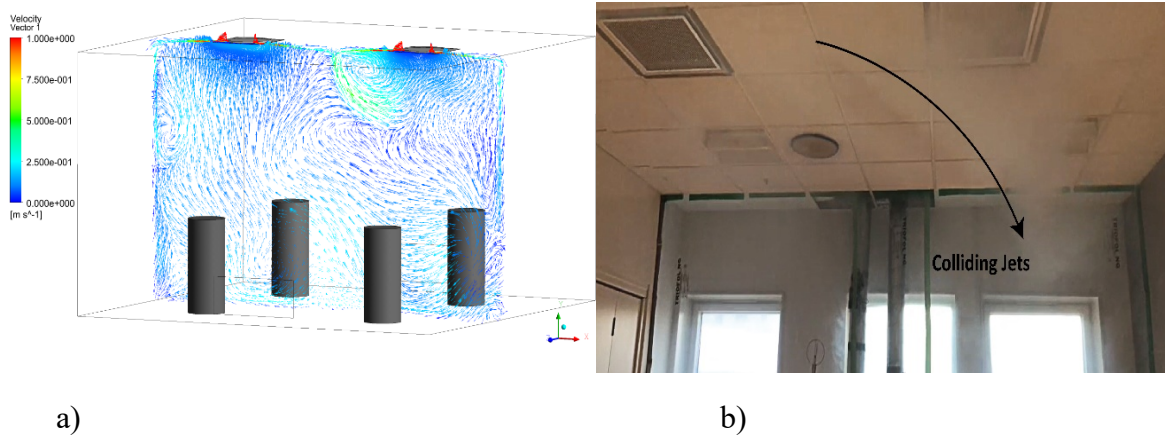 Velocity
Vector 1
1.000e+000
7.500e-001
5.000e-001
2.500e-001
0.000e+000
[m s^-1]
Colliding Jets
a)
b)